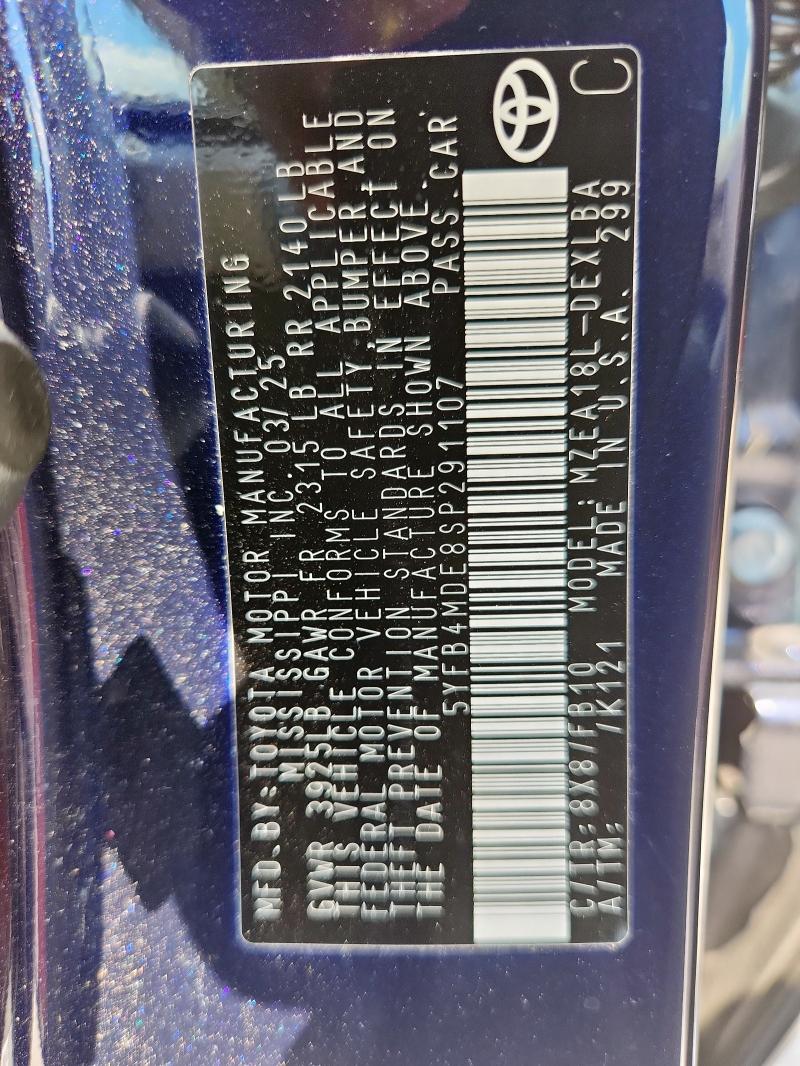 MFD.BY:TOYOTA MOTOR MANUFACTURING
MISSISSIPPI INC. 03/25
GVWR 3925LB GAWR FR 2315 LB RR 2140LB
THIS VEHICLE CONFORMS TO ALL APPLICABLE
FEDERAL MOTOR VEHICLE SAFETY, BUMPER AND
THEFT PREVENTION STANDARDS IN EFFECT ON
THE DATE OF MANUFACTURE SHOWN ABOVE.
5YFB4MDE8SP291107 PASS.CAR
C/TR:8X8/FB10 MODEL:MZEA18L-DEXLBA
A/TM: /K121 MADE IN U.S.A. 299
C